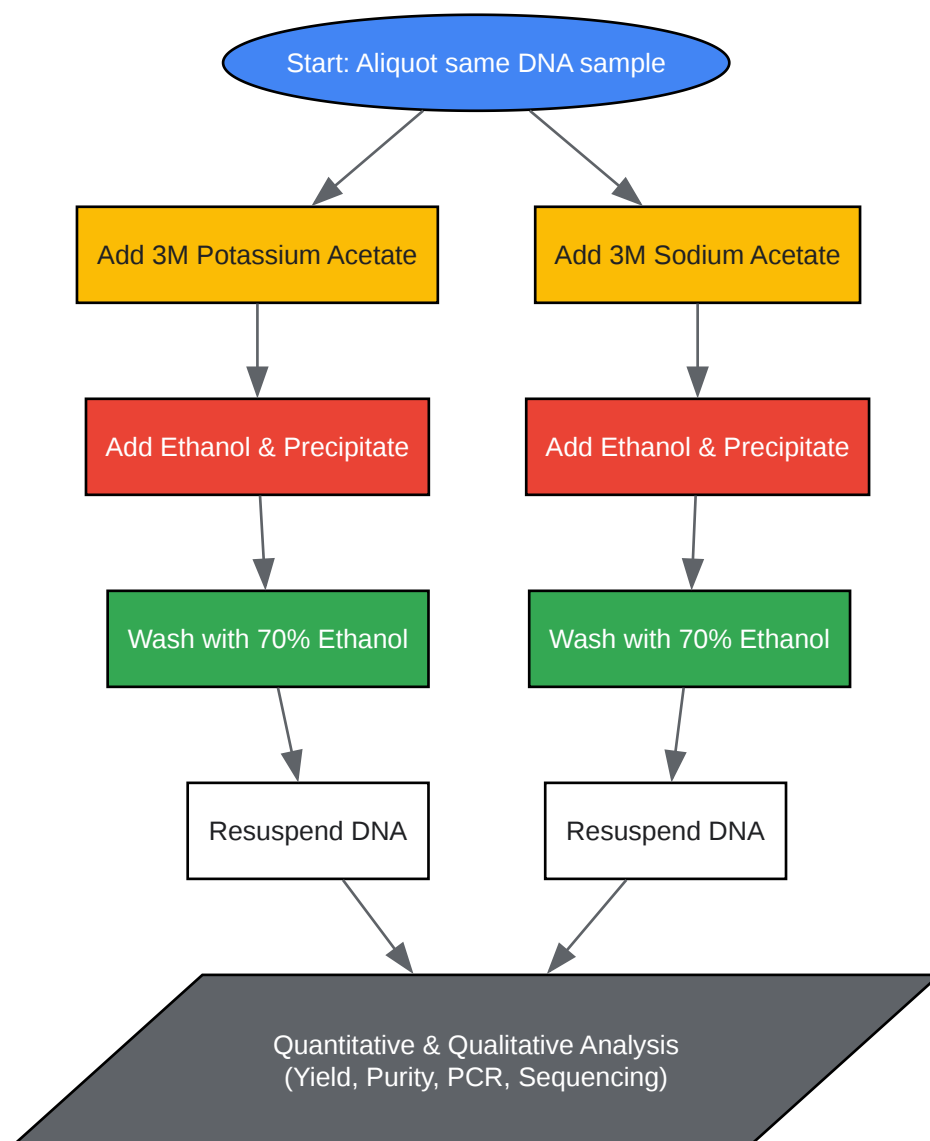 Start: Aliquot same DNA sample
Add 3M Potassium Acetate
Add 3M Sodium Acetate
Add Ethanol & Precipitate
Add Ethanol & Precipitate
Wash with 70% Ethanol
Wash with 70% Ethanol
Resuspend DNA
Resuspend DNA
Quantitative & Qualitative Analysis
(Yield, Purity, PCR, Sequencing)